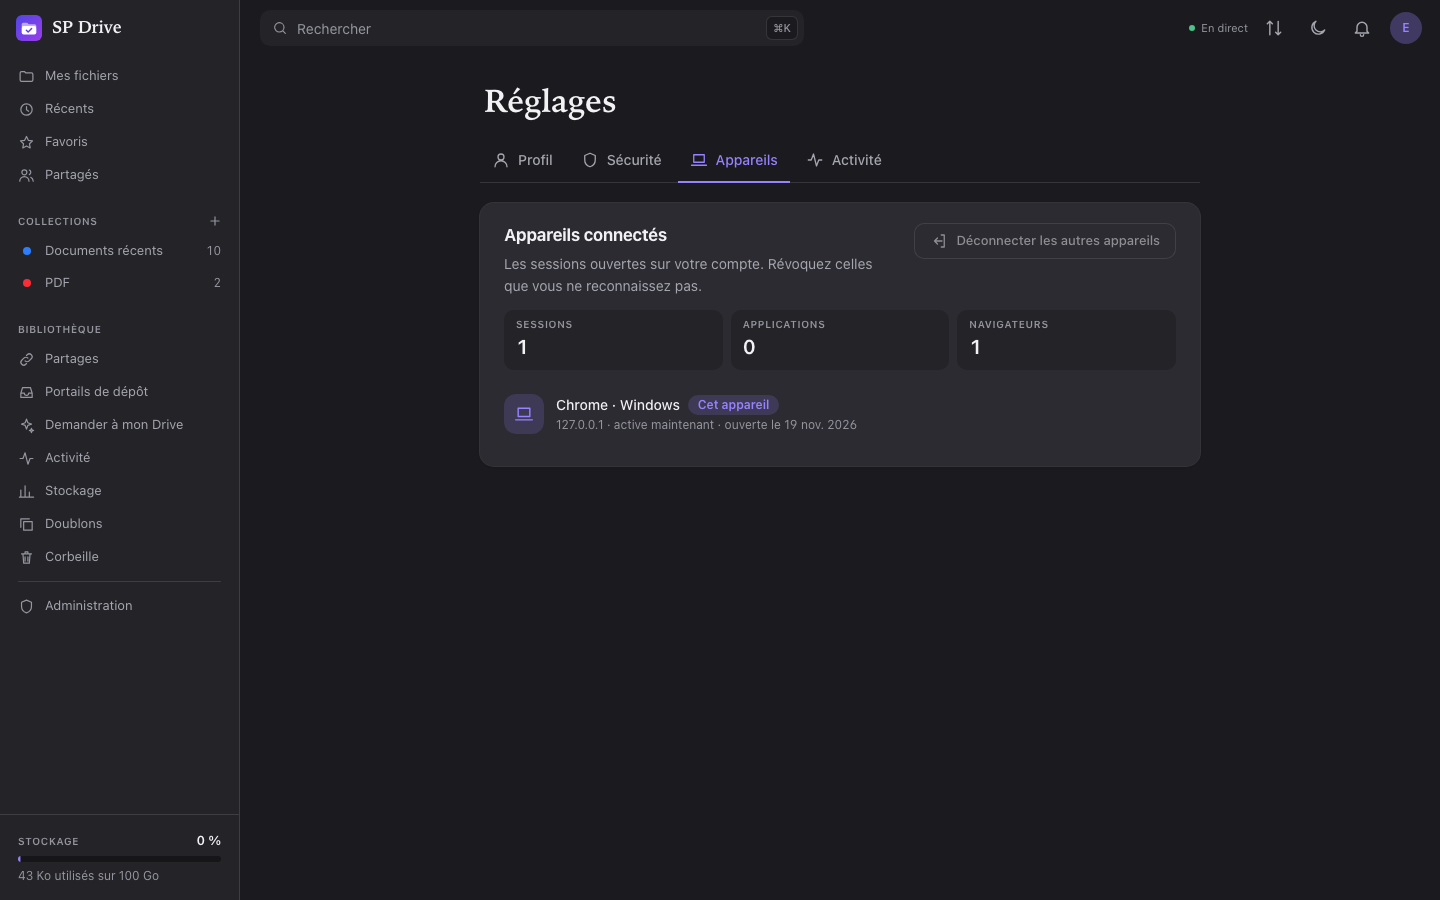 SP Drive
Rechercher
⌘K
En direct
E
Mes fichiers
Récents
Favoris
Partagés
COLLECTIONS
Documents récents 10
PDF 2
BIBLIOTHÈQUE
Partages
Portails de dépôt
Demander à mon Drive
Activité
Stockage
Doublons
Corbeille
Administration
STOCKAGE 0 %
43 Ko utilisés sur 100 Go
Réglages
Profil Sécurité Appareils Activité
Appareils connectés
Déconnecter les autres appareils
Les sessions ouvertes sur votre compte. Révoquez celles
que vous ne reconnaissez pas.
SESSIONS
1
APPLICATIONS
0
NAVIGATEURS
1
Chrome · Windows Cet appareil
127.0.0.1 · active maintenant · ouverte le 19 nov. 2026